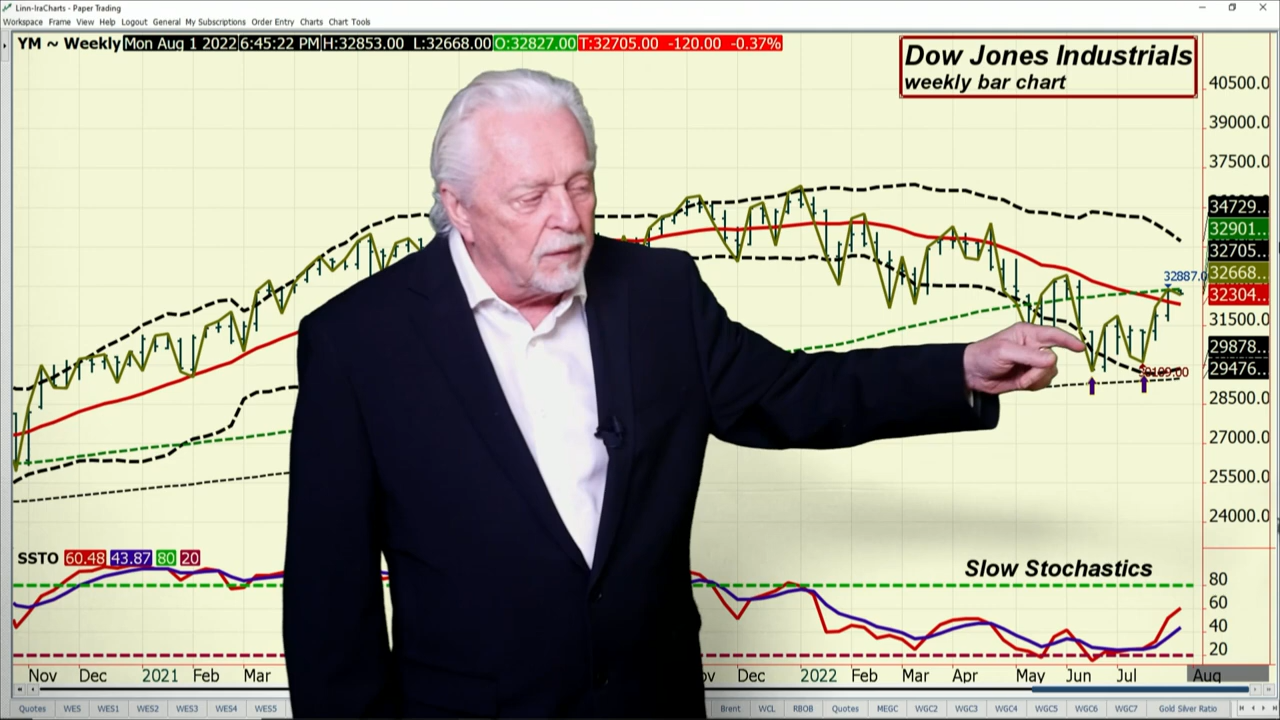 Linn-IraCharts - Paper Trading
Workspace Frame View Help Logout General My Subscriptions Order Entry Charts Chart Tools
YM ~ Weekly Mon Aug 1 2022 6:45:22 PM H:32853.00 L:32668.00 O:32827.00 T:32705.00 -120.00 -0.37%
Dow Jones Industrials
weekly bar chart
40500.0
39000.0
37500.0
34729...
32901...
32705...
32887.0
32668...
32304...
31500.0
29878...
29476...
28500.0
27000.0
25500.0
24000.0
SSTO 60.48 43.87 80 20
Slow Stochastics
80
60
40
20
Nov Dec 2021 Feb Mar Dec 2022 Feb Mar Apr May Jun Jul Aug
Quotes WES WES1 WES2 WES3 WES4 WES5 Brent WCL RBOB Quotes MEGC WGC2 WGC3 WGC4 WGC5 WGC6 WGC7 Gold Silver Ratio